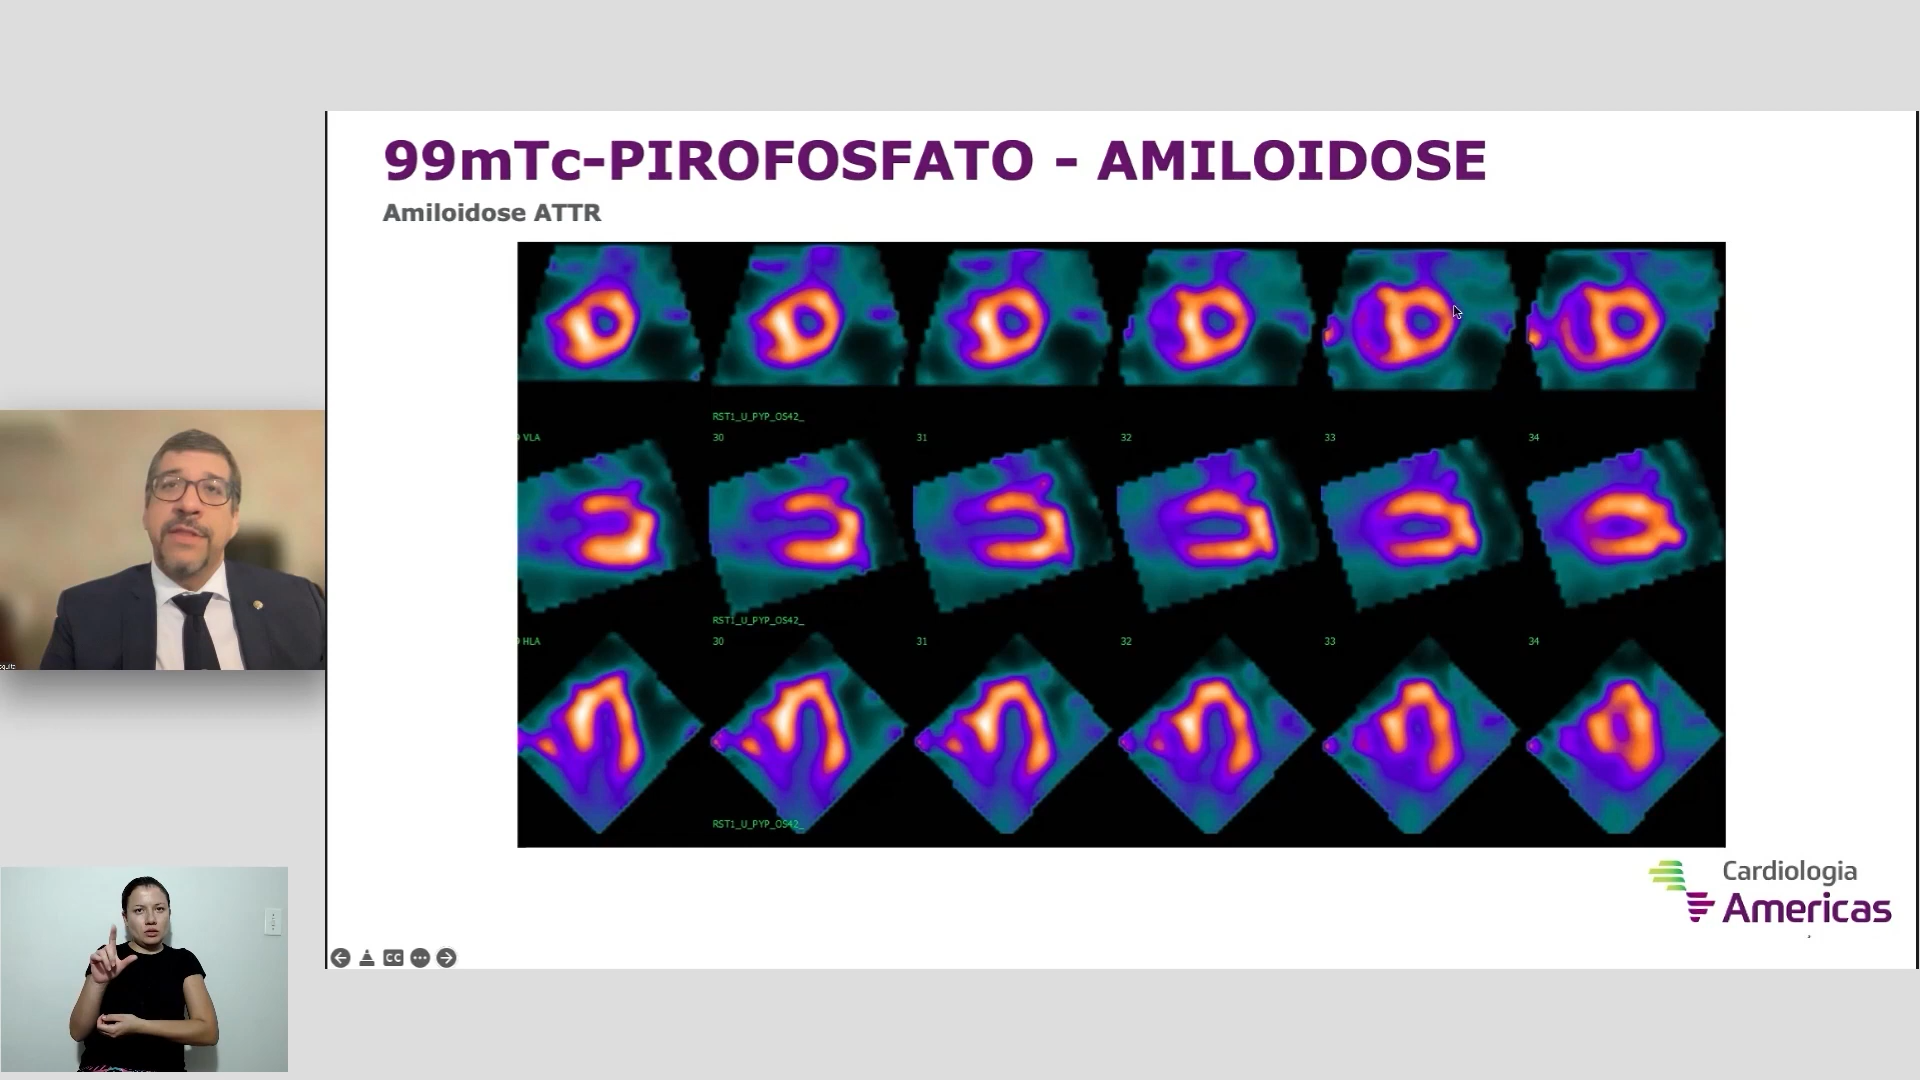 99mTc-PIROFOSFATO - AMILOIDOSE
Amiloidose ATTR
RST1_U_PYP_OS42_
VLA 30 31 32 33 34
RST1_U_PYP_OS42_
HLA 30 31 32 33 34
RST1_U_PYP_OS42_
Cardiologia
Americas
CC